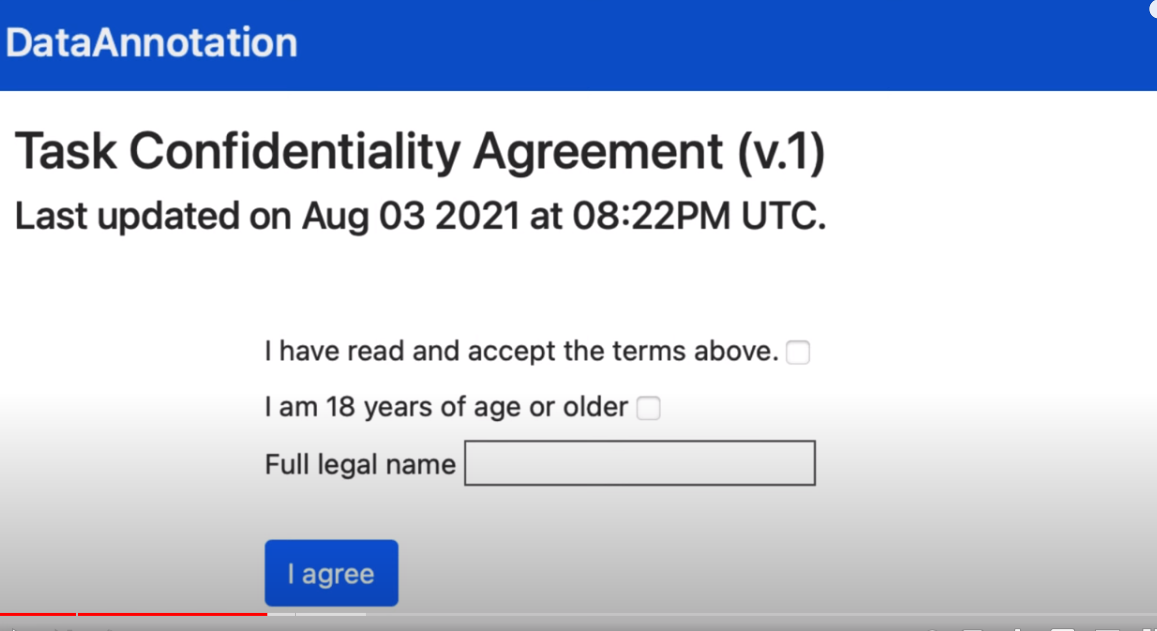 DataAnnotation
Task Confidentiality Agreement (v.1)
Last updated on Aug 03 2021 at 08:22PM UTC.
I have read and accept the terms above.
I am 18 years of age or older
Full legal name
I agree